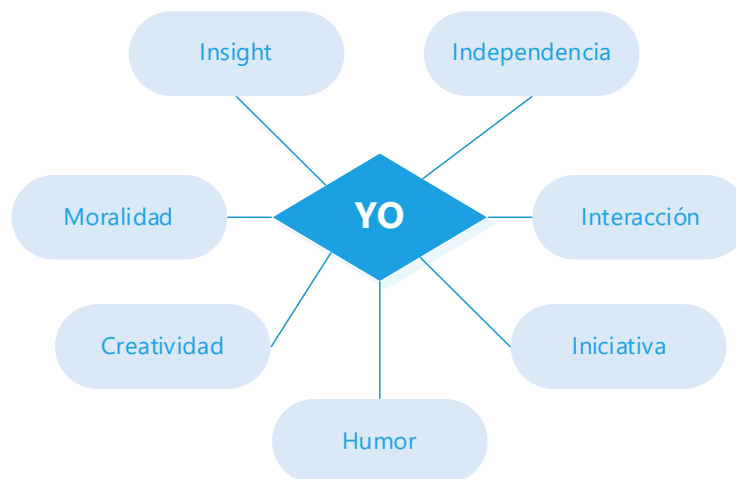 Insight
Independencia
Moralidad
YO
Interacción
Creatividad
Iniciativa
Humor